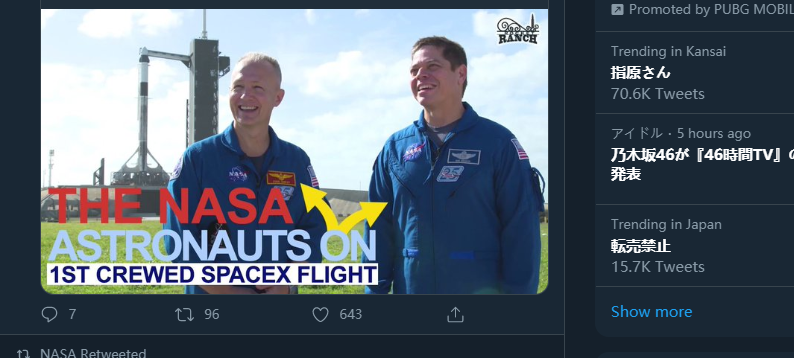 RANCH
NASA
THE NASA
ASTRONAUTS ON
1ST CREWED SPACEX FLIGHT
7
96
643
NASA Retweeted
Promoted by PUBG MOBIL
Trending in Kansai
指原さん
70.6K Tweets
アイドル · 5 hours ago
乃木坂46が『46時間TV』の
発表
Trending in Japan
転売禁止
15.7K Tweets
Show more